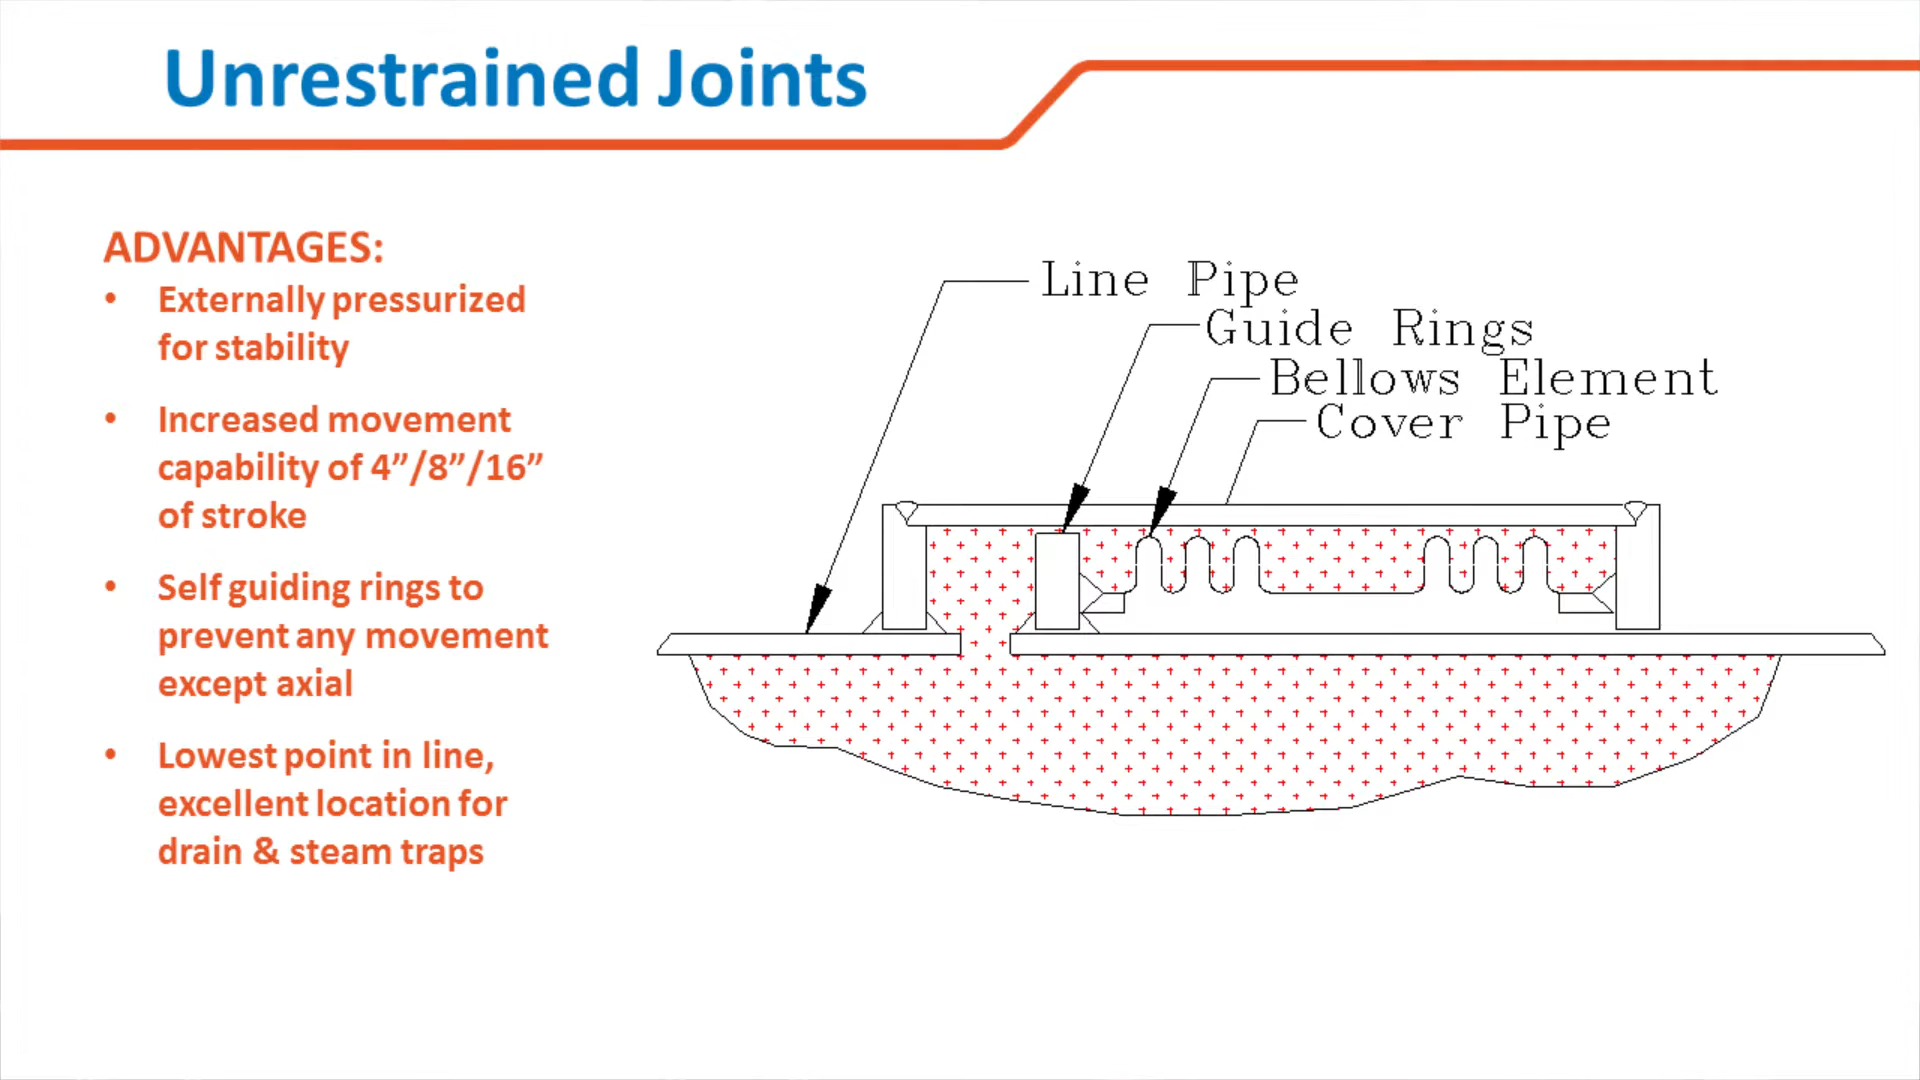 Unrestrained Joints
ADVANTAGES:
• Externally pressurized
for stability
• Increased movement
capability of 4”/8”/16”
of stroke
• Self guiding rings to
prevent any movement
except axial
• Lowest point in line,
excellent location for
drain & steam traps
Line Pipe
Guide Rings
Bellows Element
Cover Pipe